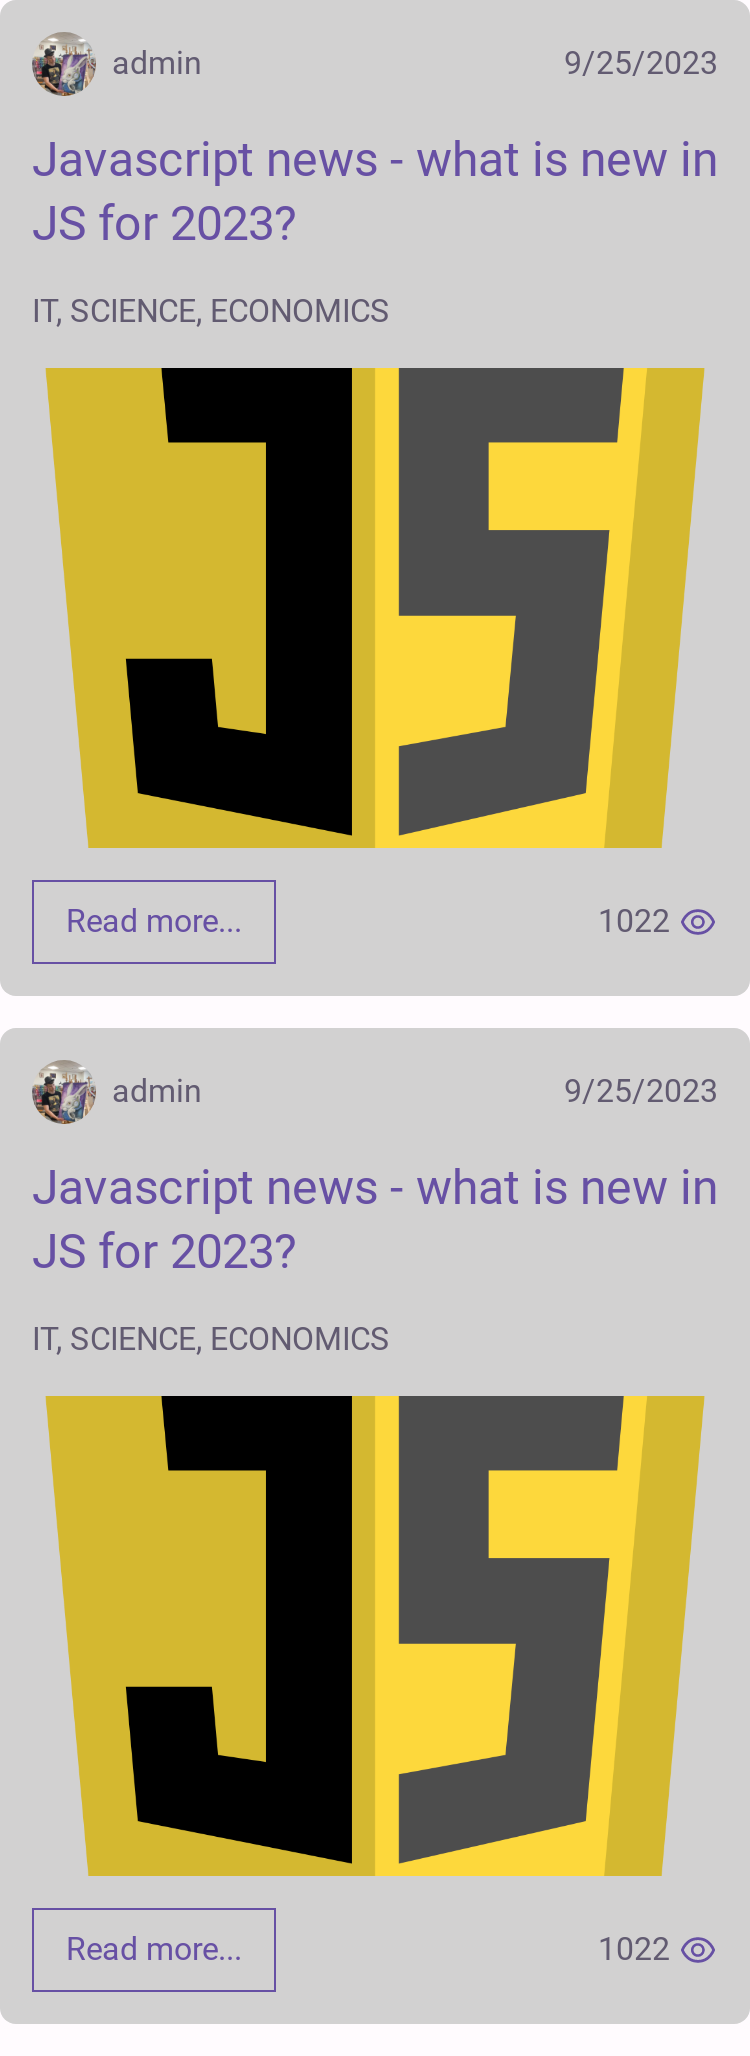 admin 9/25/2023
Javascript news - what is new in
JS for 2023?
IT, SCIENCE, ECONOMICS
JS
Read more... 1022
admin 9/25/2023
Javascript news - what is new in
JS for 2023?
IT, SCIENCE, ECONOMICS
JS
Read more... 1022